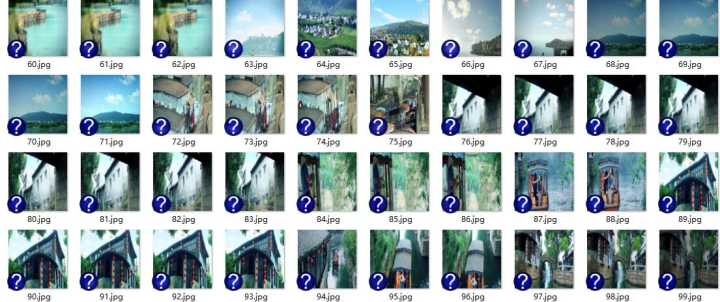 60.jpg 61.jpg 62.jpg 63.jpg 64.jpg 65.jpg 66.jpg 67.jpg 68.jpg 69.jpg
70.jpg 71.jpg 72.jpg 73.jpg 74.jpg 75.jpg 76.jpg 77.jpg 78.jpg 79.jpg
80.jpg 81.jpg 82.jpg 83.jpg 84.jpg 85.jpg 86.jpg 87.jpg 88.jpg 89.jpg
90.jpg 91.jpg 92.jpg 93.jpg 94.jpg 95.jpg 96.jpg 97.jpg 98.jpg 99.jpg